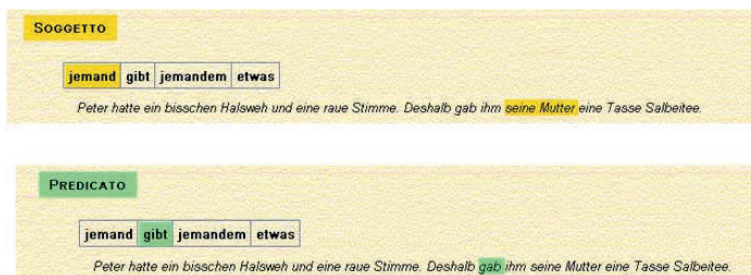 SOGGETTO
jemand gibt jemandem etwas
Peter hatte ein bisschen Halsweh und eine raue Stimme. Deshalb gab ihm seine Mutter eine Tasse Salbeitee.
PREDICATO
jemand gibt jemandem etwas
Peter hatte ein bisschen Halsweh und eine raue Stimme. Deshalb gab ihm seine Mutter eine Tasse Salbeitee.